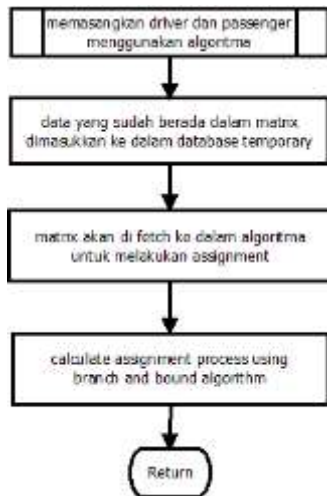 memasangkan driver dan passenger
menggunakan algoritma
data yang sudah berada dalam matrix
dimasukkan ke dalam database temporary
matrix akan di fetch ke dalam algoritma
untuk melakukan assignment
calculate assignment process using
branch and bound algorithm
Return